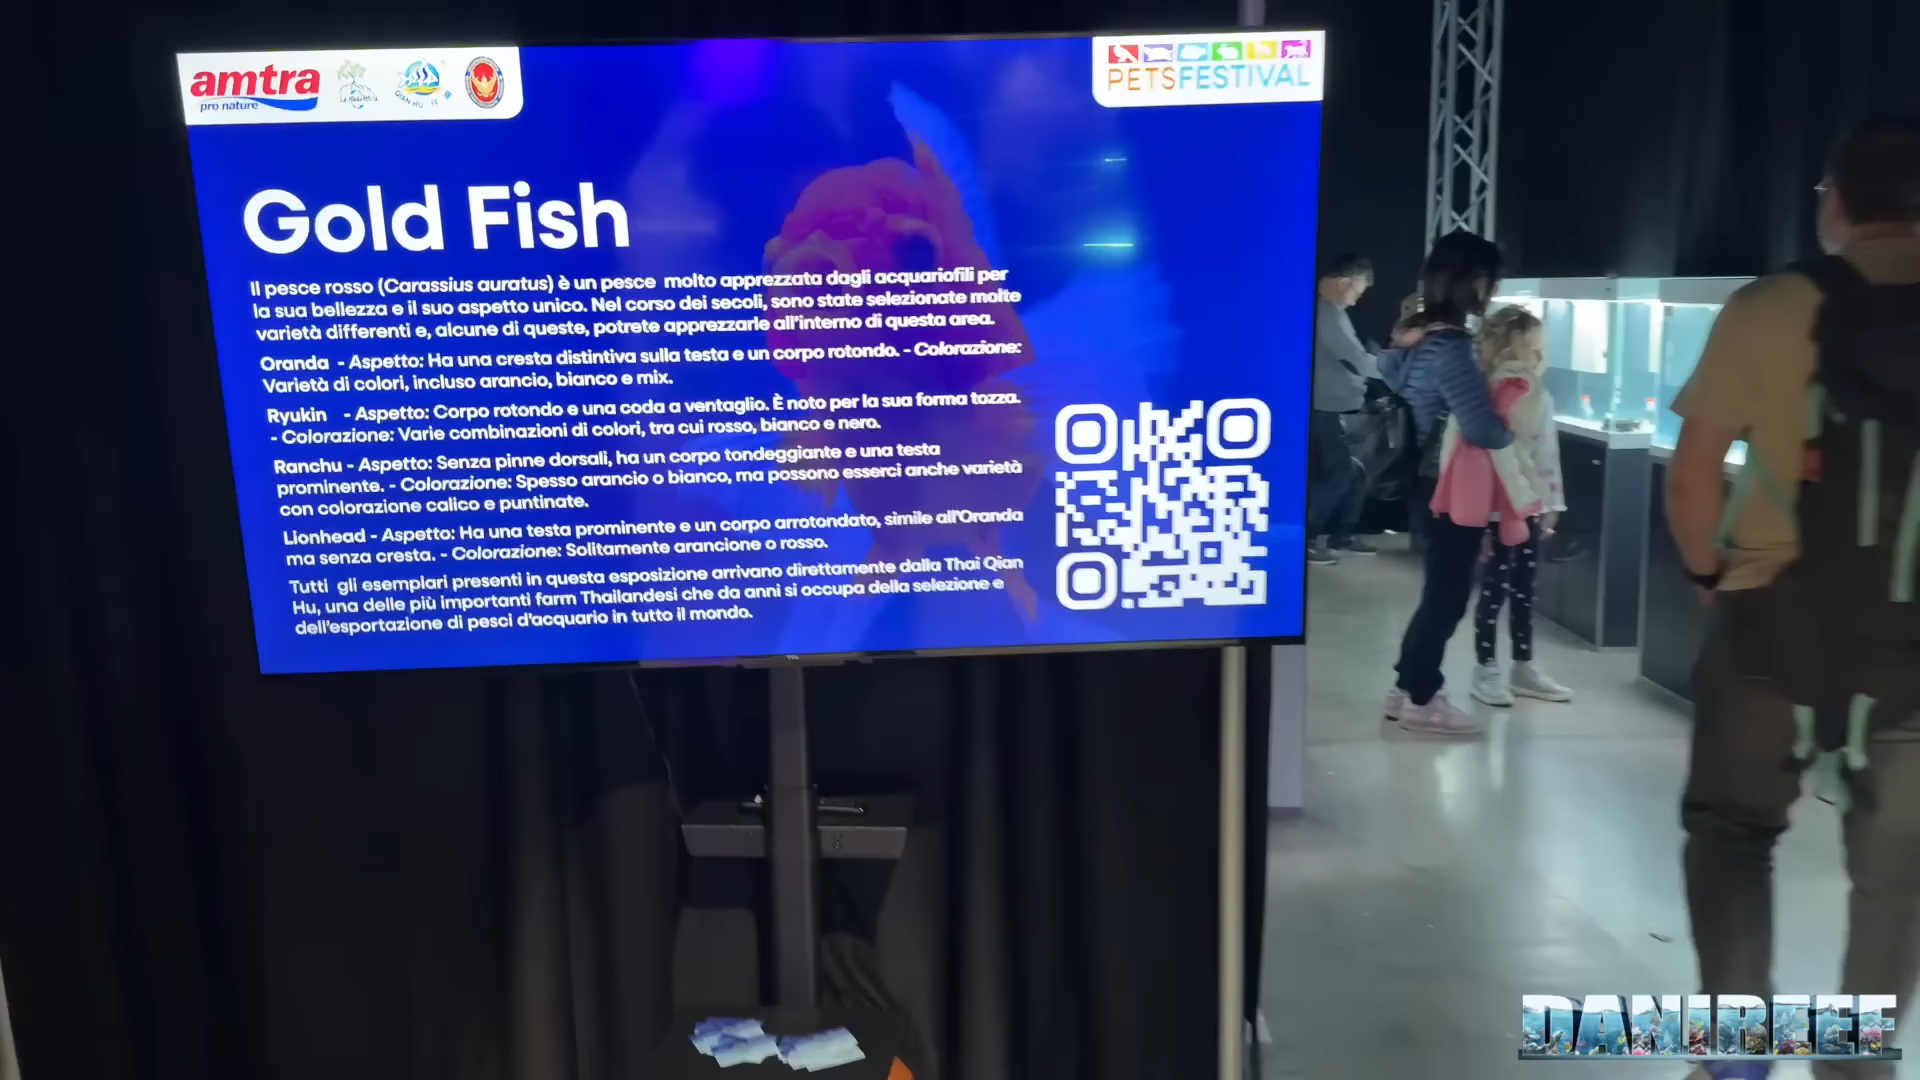 amtra
pro nature
QIAN HU
PETSFESTIVAL
Gold Fish
Il pesce rosso (Carassius auratus) è un pesce molto apprezzata dagli acquariofili per
la sua bellezza e il suo aspetto unico. Nel corso dei secoli, sono state selezionate molte
varietà differenti e, alcune di queste, potrete apprezzarle all'interno di questa area.
Oranda - Aspetto: Ha una cresta distintiva sulla testa e un corpo rotondo. - Colorazione:
Varietà di colori, incluso arancio, bianco e mix.
Ryukin - Aspetto: Corpo rotondo e una coda a ventaglio. È noto per la sua forma tozza.
- Colorazione: Varie combinazioni di colori, tra cui rosso, bianco e nero.
Ranchu - Aspetto: Senza pinne dorsali, ha un corpo tondeggiante e una testa
prominente. - Colorazione: Spesso arancio o bianco, ma possono esserci anche varietà
con colorazione calico e puntinate.
Lionhead - Aspetto: Ha una testa prominente e un corpo arrotondato, simile all'Oranda
ma senza cresta. - Colorazione: Solitamente arancione o rosso.
Tutti gli esemplari presenti in questa esposizione arrivano direttamente dalla Thai Qian
Hu, una delle più importanti farm Thailandesi che da anni si occupa della selezione e
dell'esportazione di pesci d'acquario in tutto il mondo.
DANIREEF